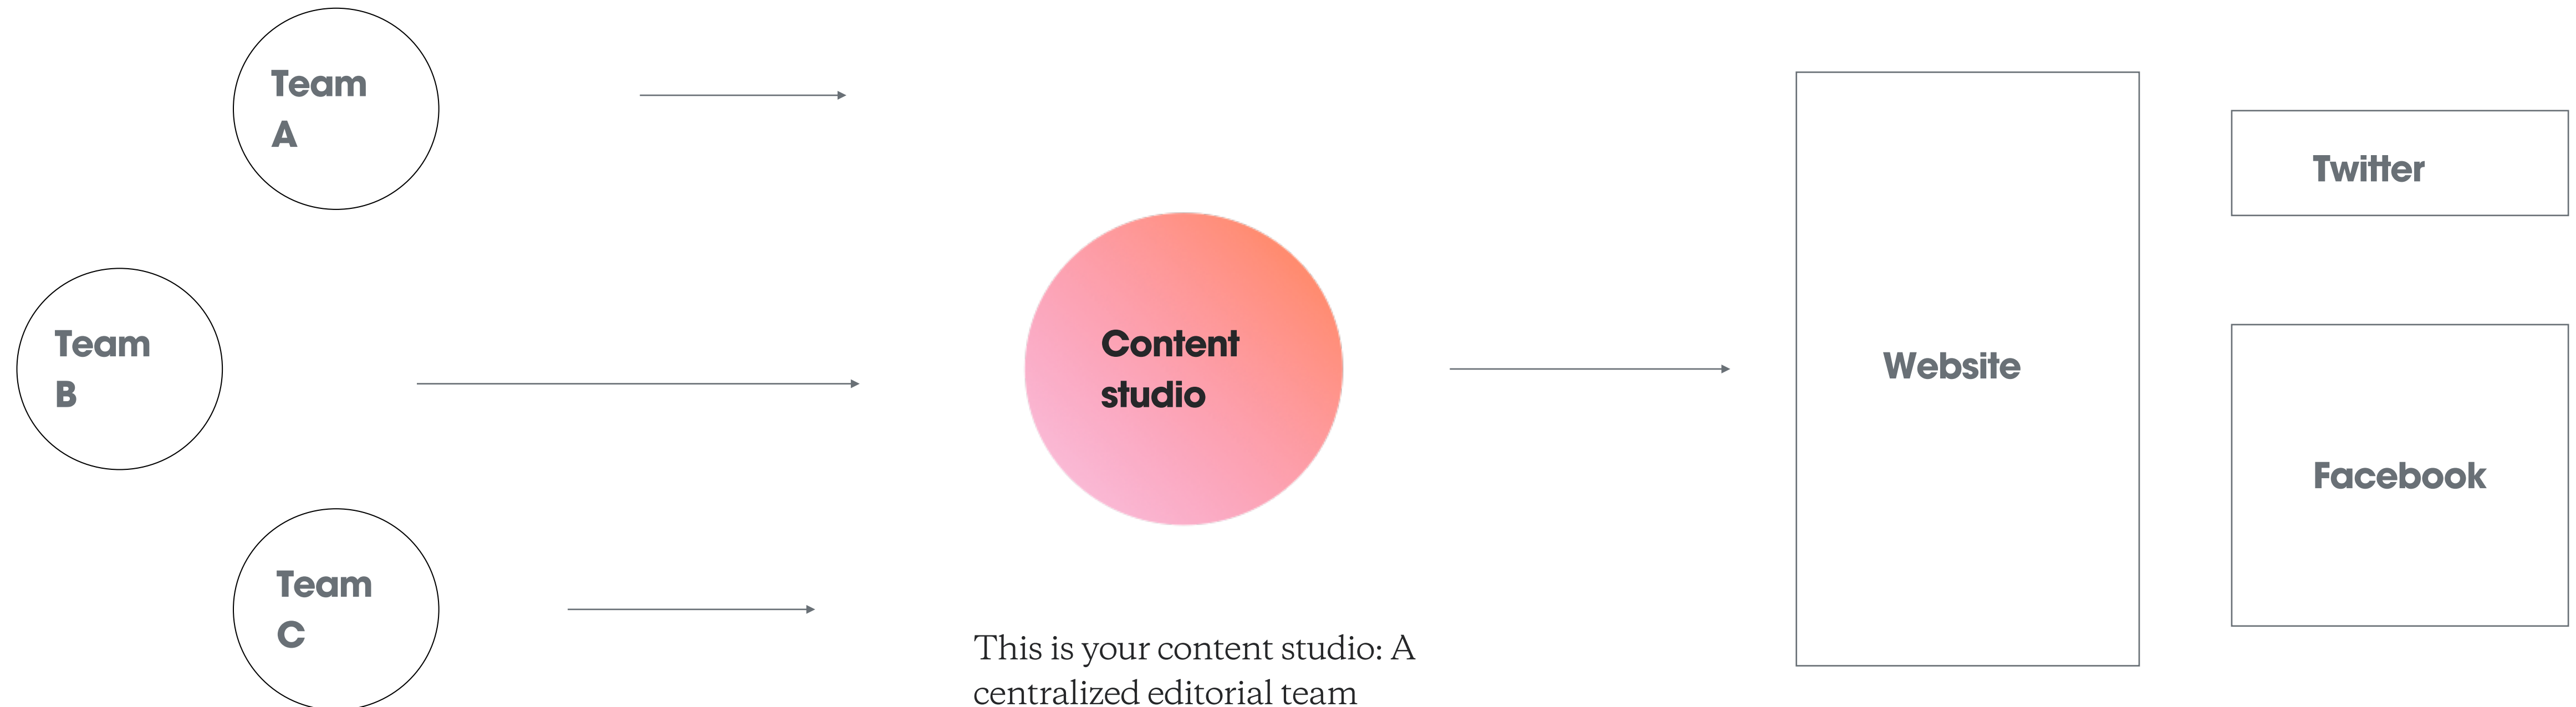 Team
A
Team
B
Team
C
Content
studio
This is your content studio: A
centralized editorial team
Website
Twitter
Facebook